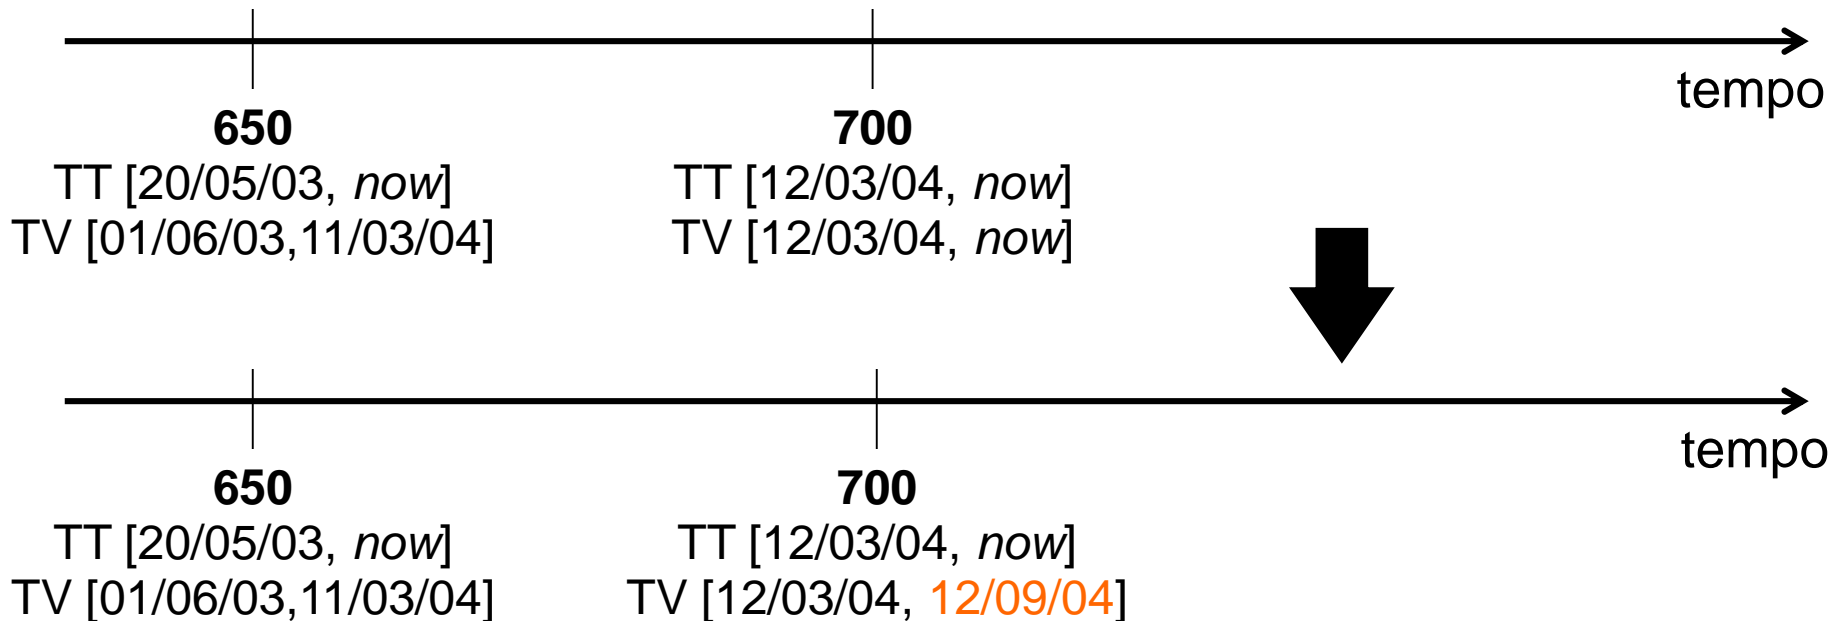 tempo
650
TT [20/05/03, now]
TV [01/06/03,11/03/04]
700
TT [12/03/04, now]
TV [12/03/04, now]
tempo
650
TT [20/05/03, now]
TV [01/06/03,11/03/04]
700
TT [12/03/04, now]
TV [12/03/04, 12/09/04]